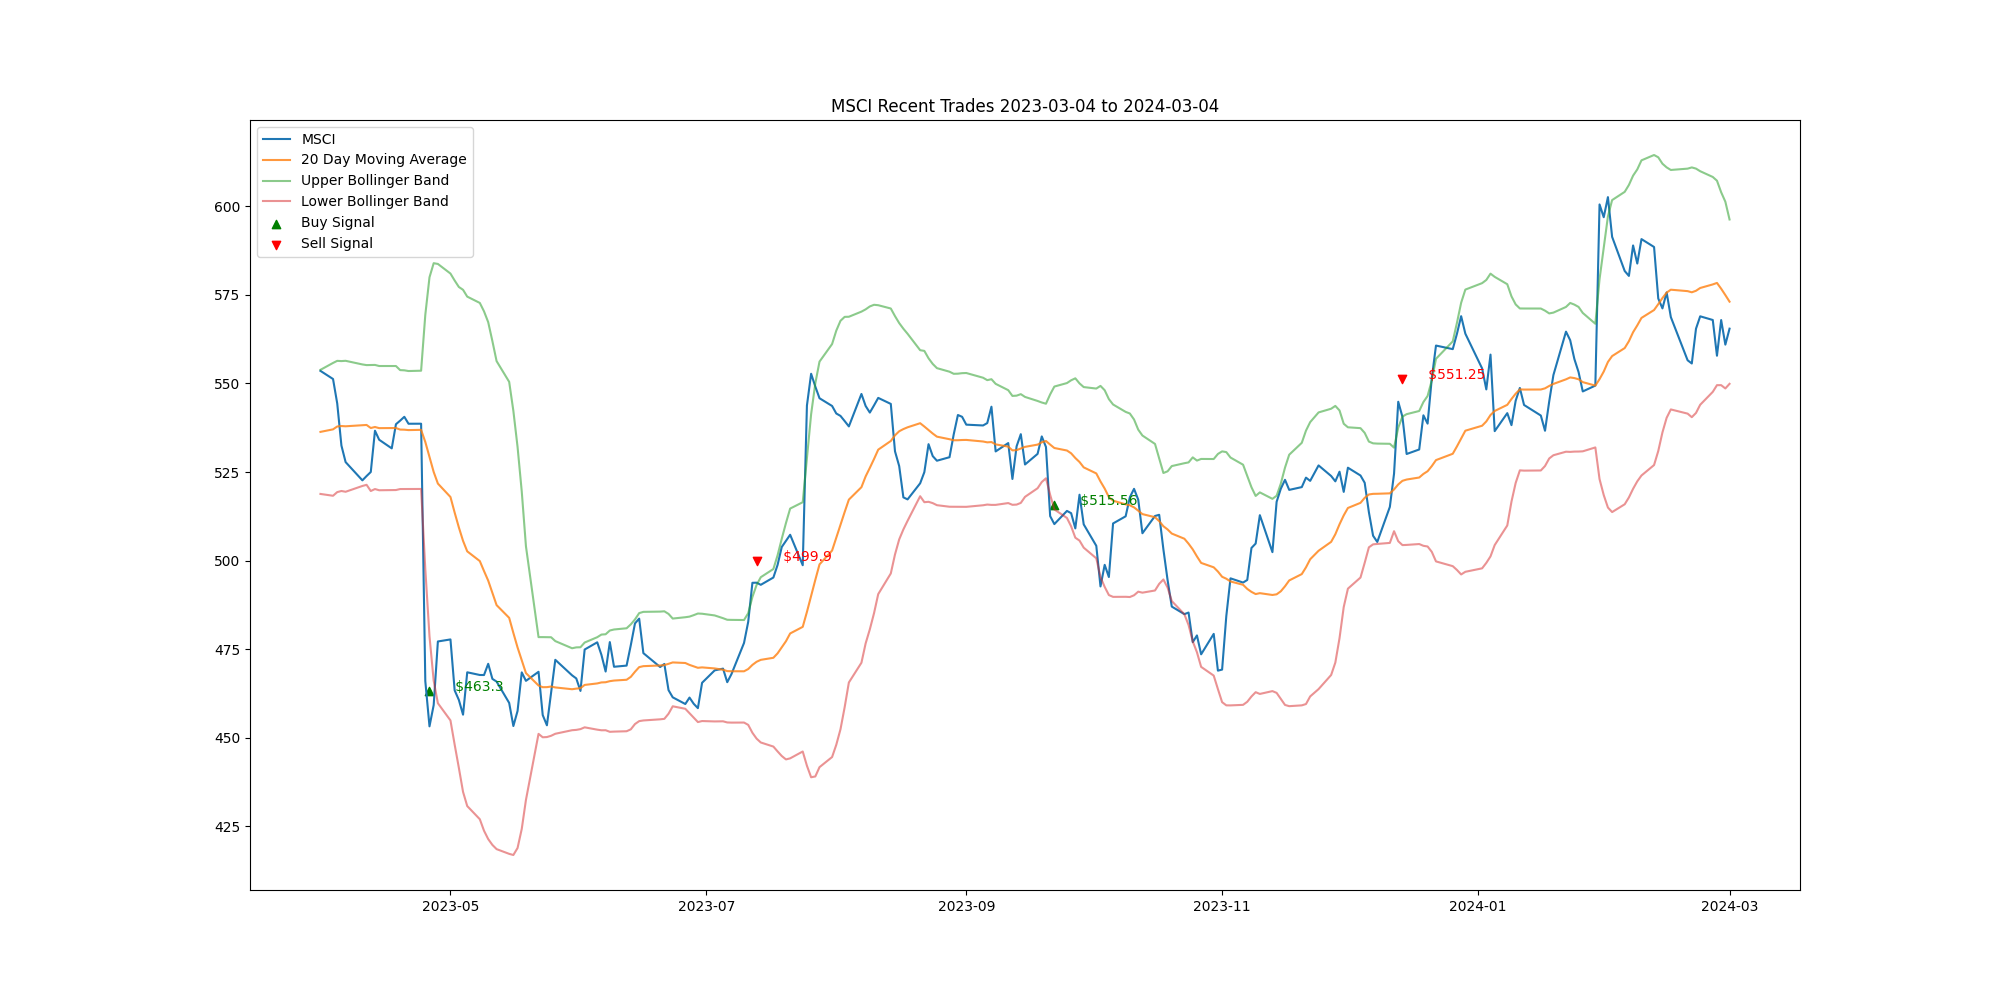 MSCI Recent Trades 2023-03-04 to 2024-03-04
MSCI
20 Day Moving Average
Upper Bollinger Band
Lower Bollinger Band
Buy Signal
Sell Signal
600
575
550
525
500
475
450
425
$463.3
$499.9
$515.56
$551.25
2023-05
2023-07
2023-09
2023-11
2024-01
2024-03